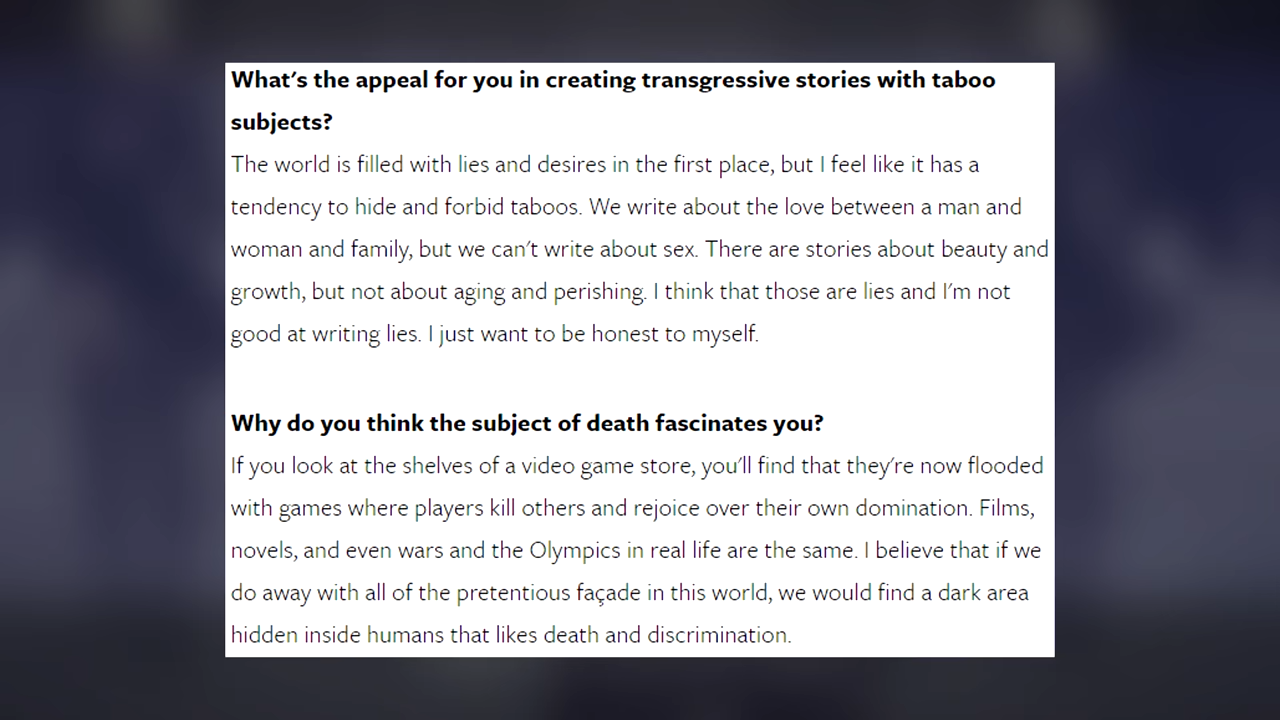 What's the appeal for you in creating transgressive stories with taboo
subjects?
The world is filled with lies and desires in the first place, but I feel like it has a
tendency to hide and forbid taboos. We write about the love between a man and
woman and family, but we can't write about sex. There are stories about beauty and
growth, but not about aging and perishing. I think that those are lies and I'm not
good at writing lies. I just want to be honest to myself.
Why do you think the subject of death fascinates you?
If you look at the shelves of a video game store, you'll find that they're now flooded
with games where players kill others and rejoice over their own domination. Films,
novels, and even wars and the Olympics in real life are the same. I believe that if we
do away with all of the pretentious façade in this world, we would find a dark area
hidden inside humans that likes death and discrimination.